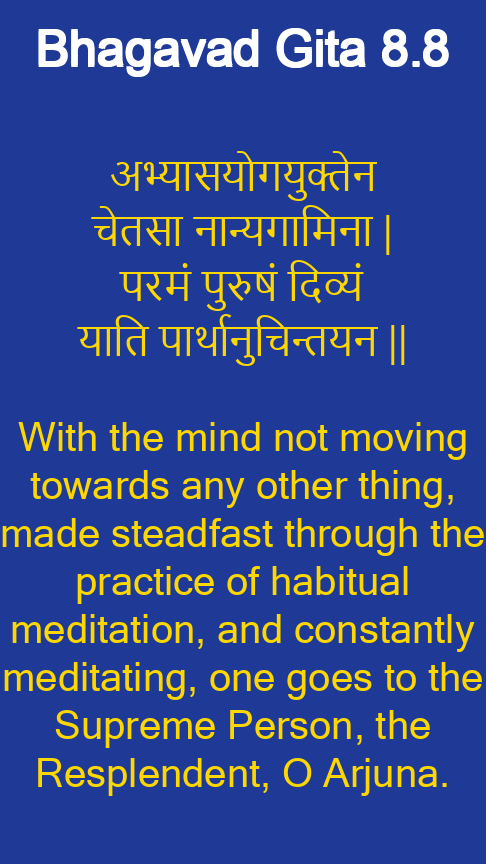 Bhagavad Gita 8.8
अभ्यासयोगयुक्तेन
चेतसा नान्यगामिना |
परमं पुरुषं दिव्यं
याति पार्थानुचिन्तयन ||
With the mind not moving
towards any other thing,
made steadfast through the
practice of habitual
meditation, and constantly
meditating, one goes to the
Supreme Person, the
Resplendent, O Arjuna.